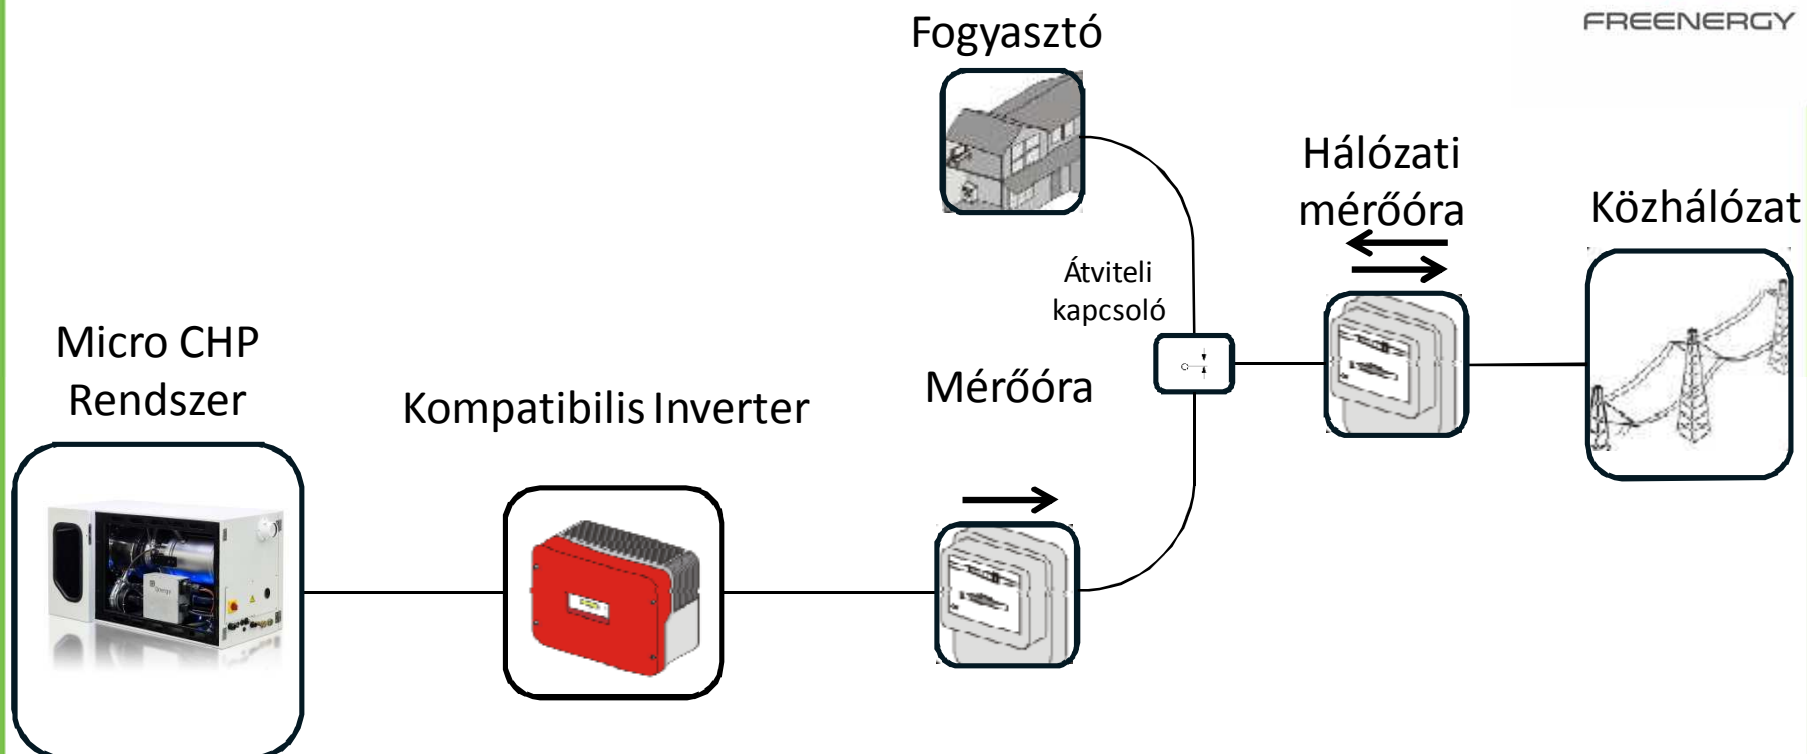 FREENERGY
Fogyasztó
Hálózati
mérőóra
Közhálózat
Átviteli
kapcsoló
Micro CHP
Rendszer
Kompatibilis Inverter
Mérőóra